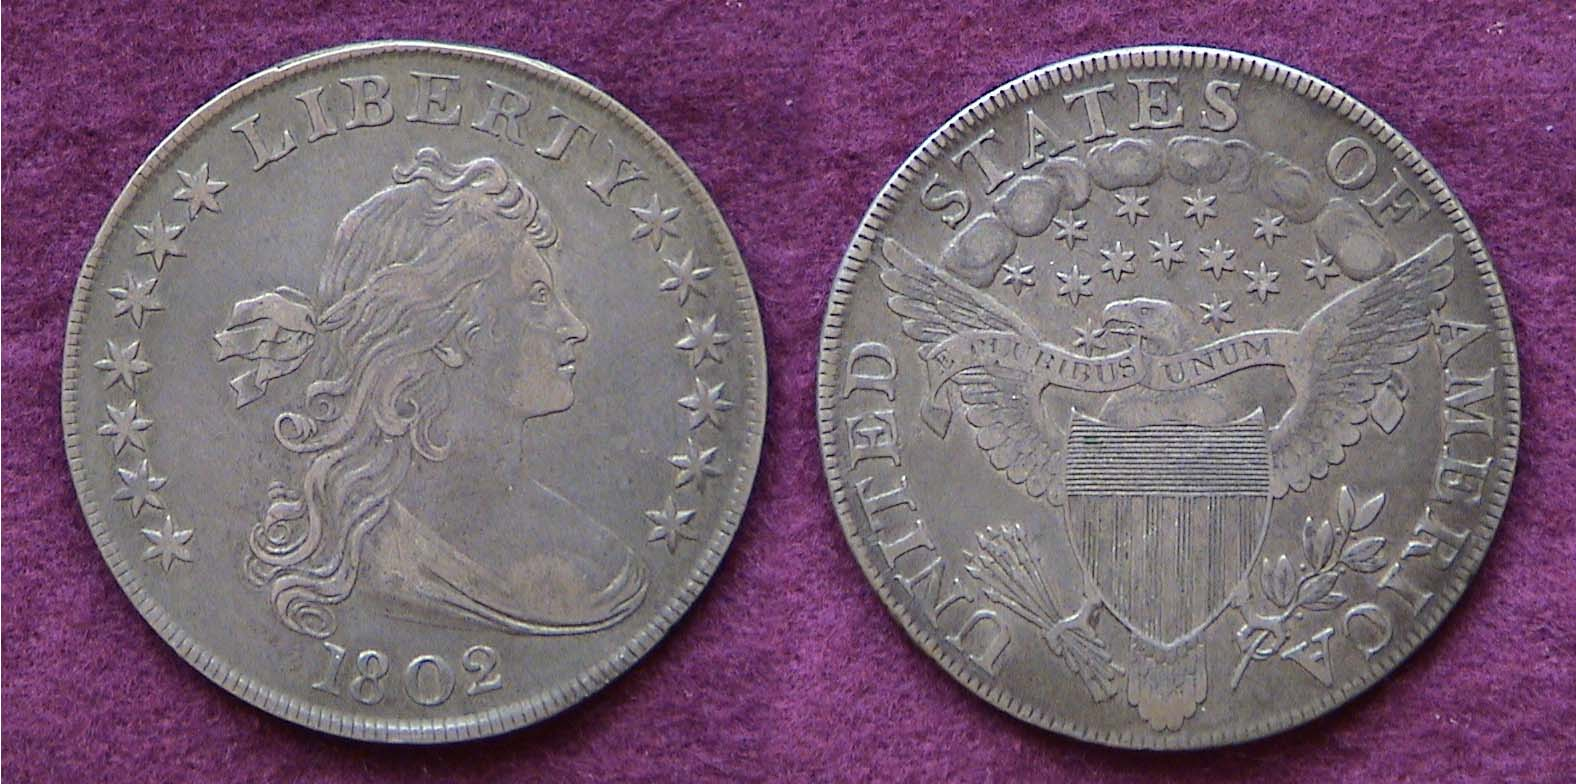 LIBERTY
1802
UNITED STATES OF AMERICA
E PLURIBUS UNUM